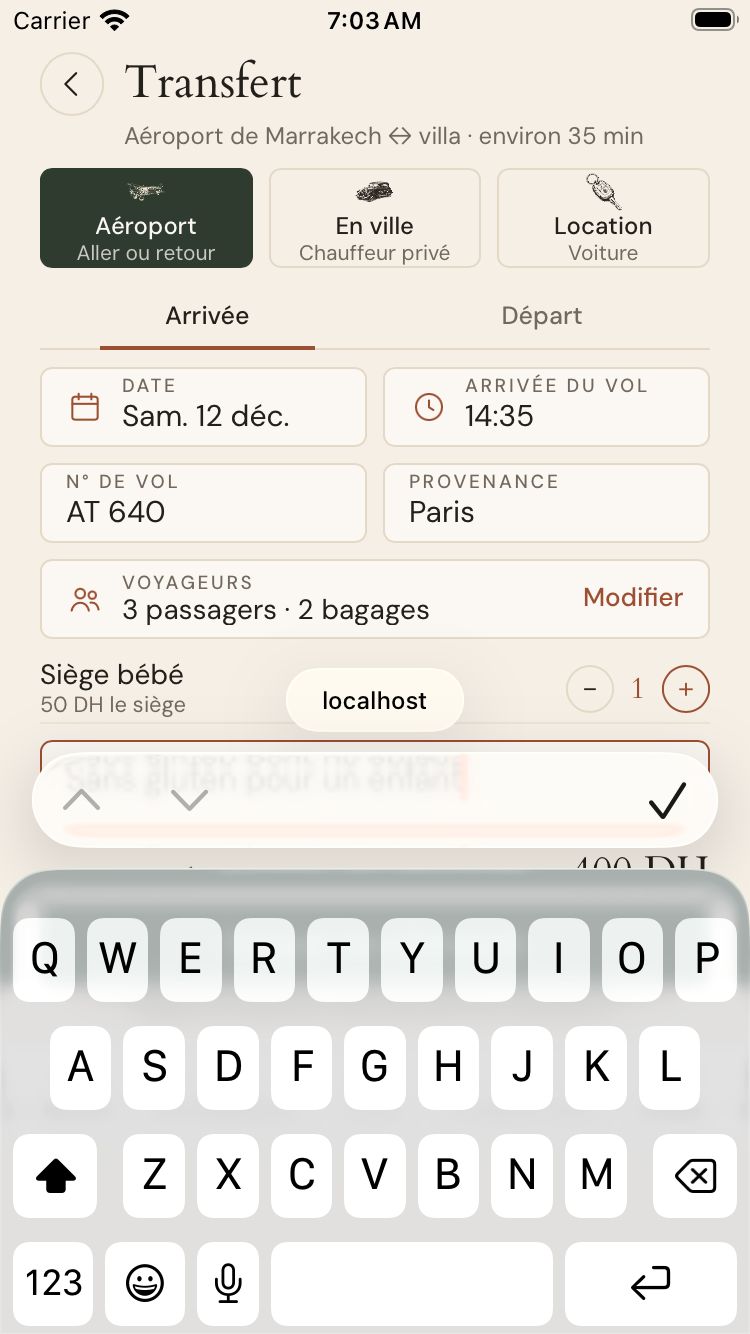 Carrier 7:03 AM
Transfert
Aéroport de Marrakech ↔ villa · environ 35 min
Aéroport En ville Location
Aller ou retour Chauffeur privé Voiture
Arrivée Départ
DATE ARRIVÉE DU VOL
Sam. 12 déc. 14:35
N° DE VOL PROVENANCE
AT 640 Paris
VOYAGEURS
3 passagers · 2 bagages Modifier
Siège bébé
50 DH le siège − 1 +
localhost
Sans gluten pour un enfant
400 DH
Q W E R T Y U I O P
A S D F G H J K L
Z X C V B N M
123